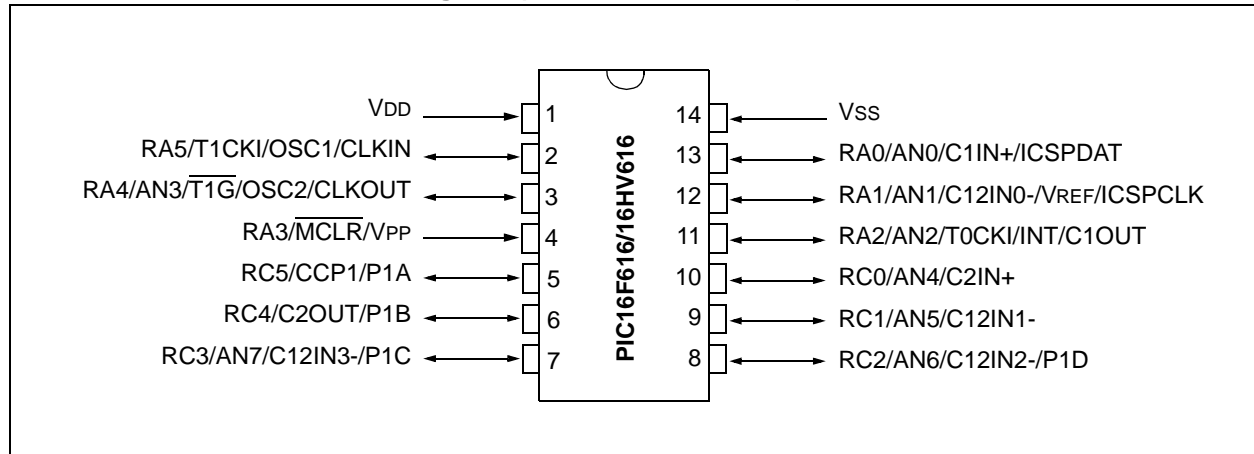 VDD
RA5/T1CKI/OSC1/CLKIN
RA4/AN3/T1G/OSC2/CLKOUT
RA3/MCLR/VPP
RC5/CCP1/P1A
RC4/C2OUT/P1B
RC3/AN7/C12IN3-/P1C
1
2
3
4
5
6
7
PIC16F616/16HV616
14
13
12
11
10
9
8
VSS
RA0/AN0/C1IN+/ICSPDAT
RA1/AN1/C12IN0-/VREF/ICSPCLK
RA2/AN2/T0CKI/INT/C1OUT
RC0/AN4/C2IN+
RC1/AN5/C12IN1-
RC2/AN6/C12IN2-/P1D